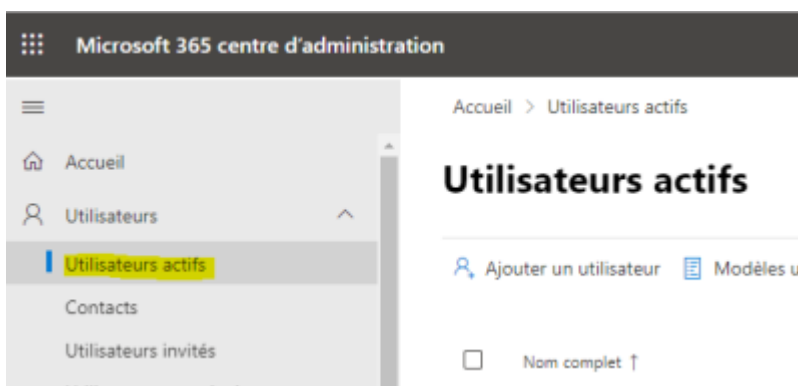 Microsoft 365 centre d'administration
Accueil > Utilisateurs actifs
Accueil
Utilisateurs
Utilisateurs actifs
Contacts
Utilisateurs invités
Utilisateurs actifs
Ajouter un utilisateur Modèles u
Nom complet ↑